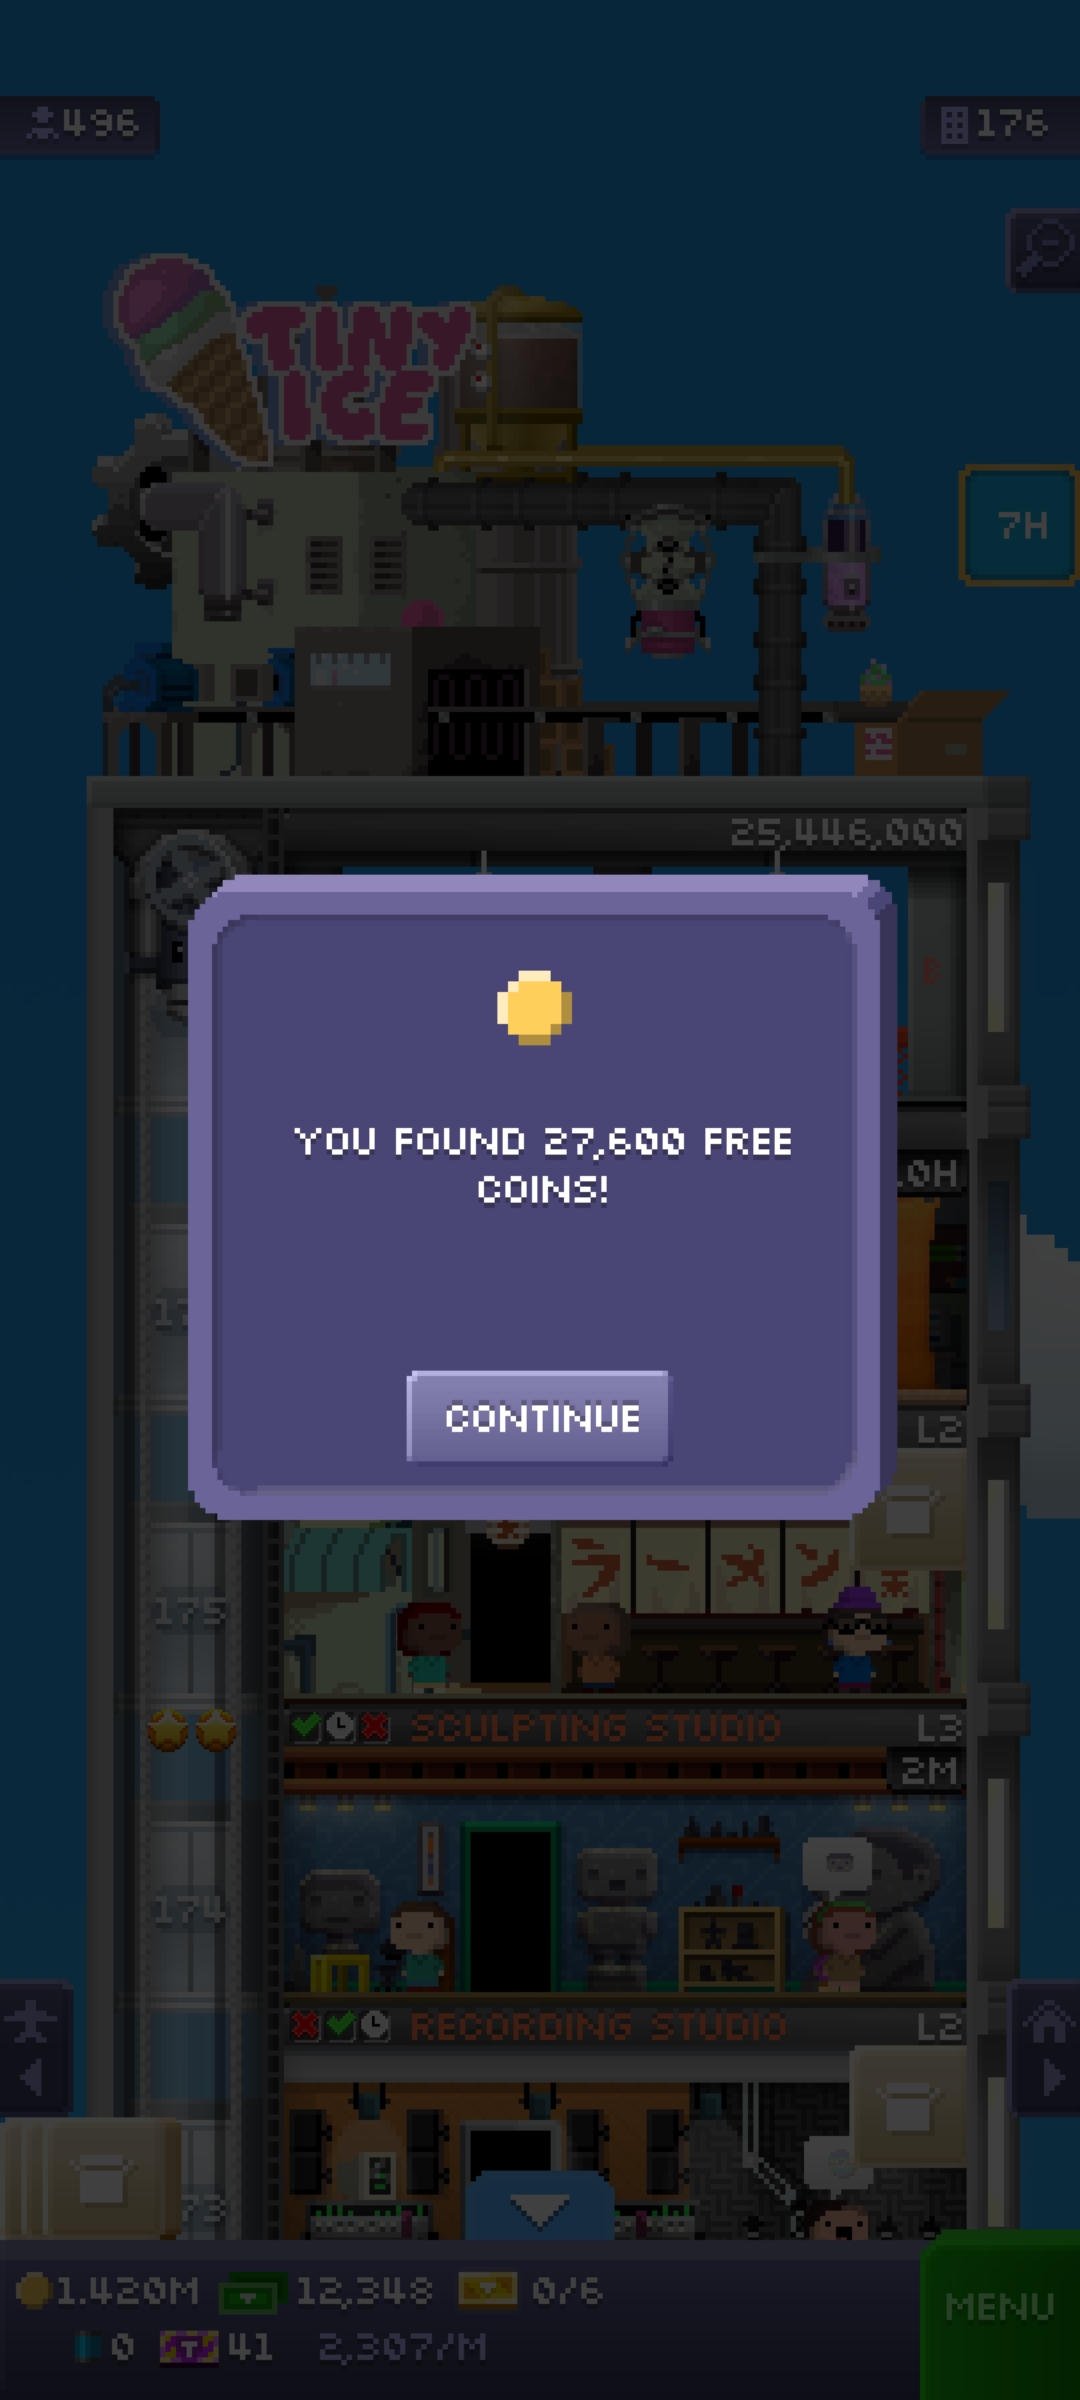 496
176
TINY
ICE
7H
25,446,000
YOU FOUND 27,600 FREE
COINS!
.0H
17
L2
CONTINUE
ラーメン
175
SCULPTING STUDIO L3
2M
174
RECORDING STUDIO L2
73
1.420M 12,348 0/6
MENU
0 T 41 2,307/M